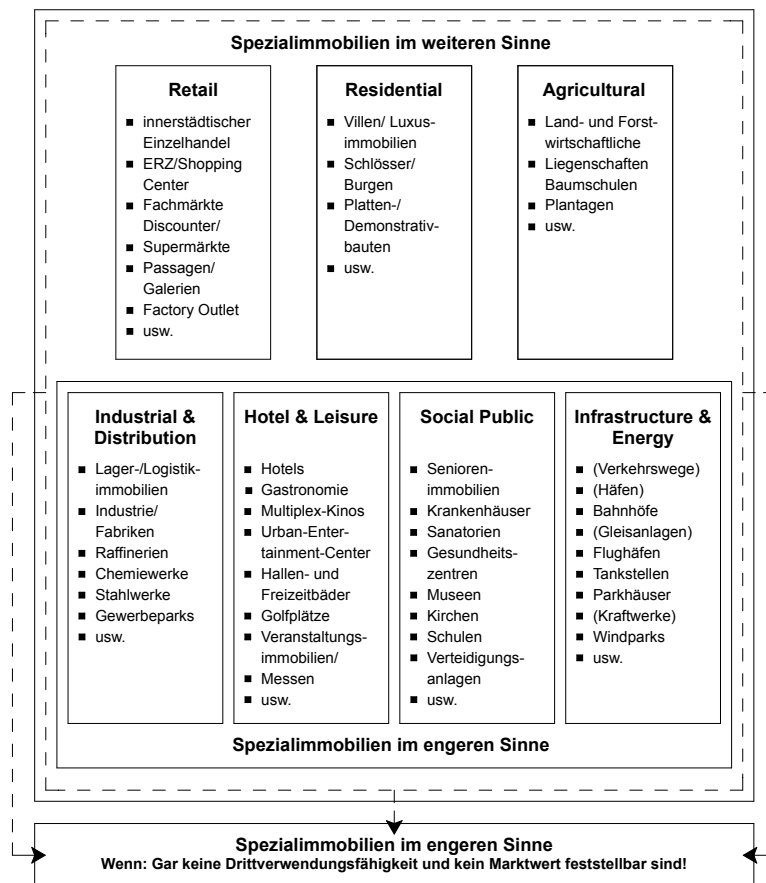 Spezialimmobilien im weiteren Sinne
Retail
■ innerstädtischer
Einzelhandel
■ ERZ/Shopping
Center
■ Fachmärkte
Discounter/
■ Supermärkte
■ Passagen/
Galerien
■ Factory Outlet
■ usw.
Residential
■ Villen/ Luxus-
immobilien
■ Schlösser/
Burgen
■ Platten-/
Demonstrativ-
bauten
■ usw.
Agricultural
■ Land- und Forst-
wirtschaftliche
■ Liegenschaften
Baumschulen
■ Plantagen
■ usw.
Industrial &
Distribution
■ Lager-/Logistik-
immobilien
■ Industrie/
Fabriken
■ Raffinerien
■ Chemiewerke
■ Stahlwerke
■ Gewerbeparks
■ usw.
Hotel & Leisure
■ Hotels
■ Gastronomie
■ Multiplex-Kinos
■ Urban-Enter-
tainment-Center
■ Hallen- und
Freizeitbäder
■ Golfplätze
■ Veranstaltungs-
immobilien/
■ Messen
■ usw.
Social Public
■ Senioren-
immobilien
■ Krankenhäuser
■ Sanatorien
■ Gesundheits-
zentren
■ Museen
■ Kirchen
■ Schulen
■ Verteidigungs-
anlagen
■ usw.
Infrastructure &
Energy
■ (Verkehrswege)
■ (Häfen)
■ Bahnhöfe
■ (Gleisanlagen)
■ Flughäfen
■ Tankstellen
■ Parkhäuser
■ (Kraftwerke)
■ Windparks
■ usw.
Spezialimmobilien im engeren Sinne
Spezialimmobilien im engeren Sinne
Wenn: Gar keine Drittverwendungsfähigkeit und kein Marktwert feststellbar sind!